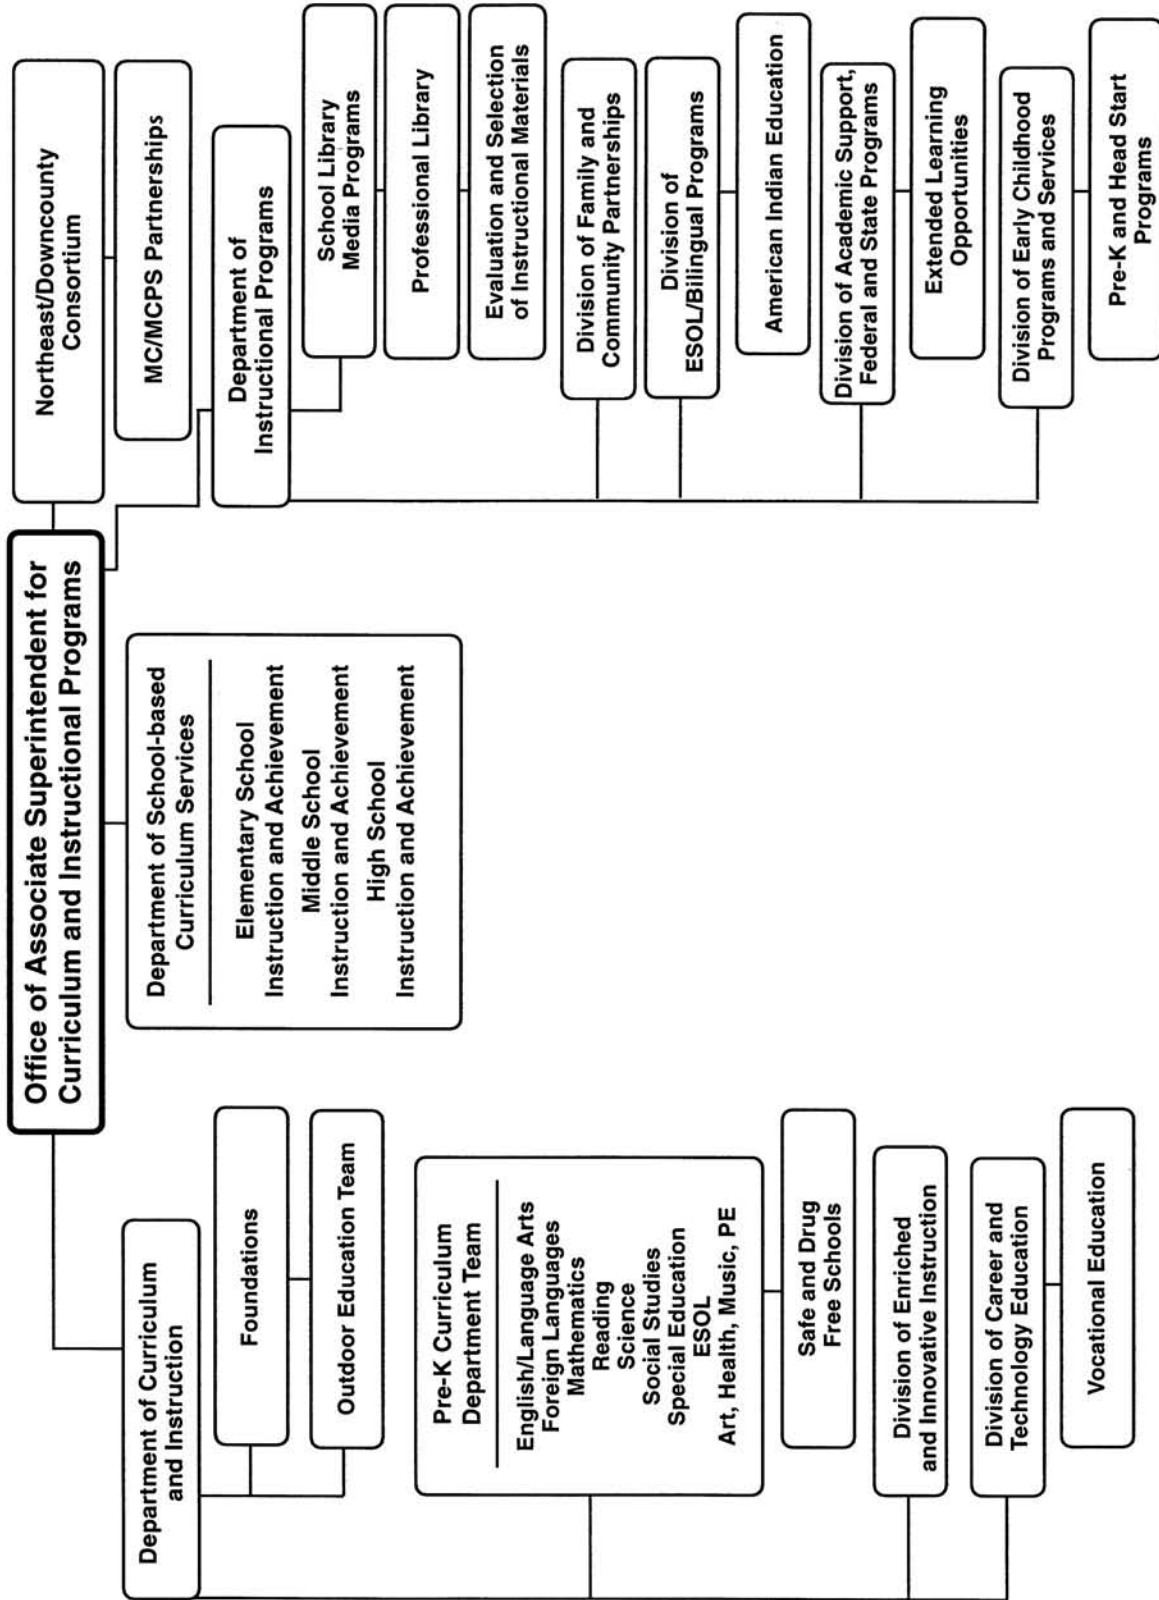 Office of Associate Superintendent for
Curriculum and Instructional Programs
Department of Curriculum
and Instruction
Foundations
Outdoor Education Team
Pre-K Curriculum
Department Team
English/Language Arts
Foreign Languages
Mathematics
Reading
Science
Social Studies
Special Education
ESOL
Art, Health, Music, PE
Safe and Drug
Free Schools
Division of Enriched
and Innovative Instruction
Division of Career and
Technology Education
Vocational Education
Department of School-based
Curriculum Services
Elementary School
Instruction and Achievement
Middle School
Instruction and Achievement
High School
Instruction and Achievement
Northeast/Downcounty
Consortium
MC/MCPS Partnerships
Department of
Instructional Programs
School Library
Media Programs
Professional Library
Evaluation and Selection
of Instructional Materials
Division of Family and
Community Partnerships
Division of
ESOL/Bilingual Programs
American Indian Education
Division of Academic Support,
Federal and State Programs
Extended Learning
Opportunities
Division of Early Childhood
Programs and Services
Pre-K and Head Start
Programs